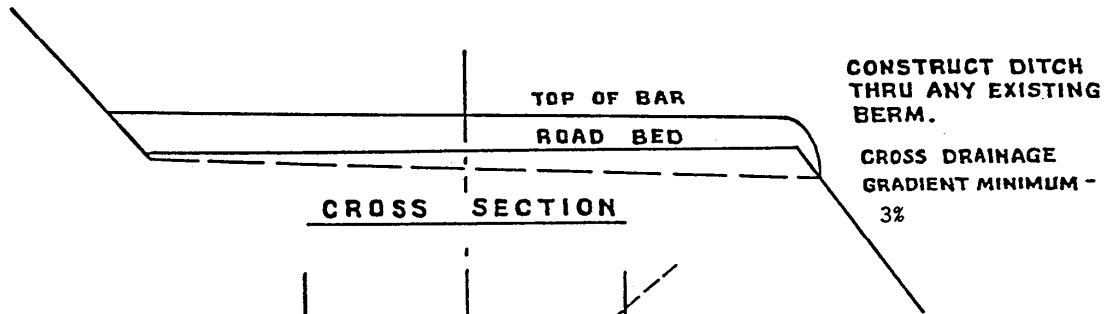 CONSTRUCT DITCH
THRU ANY EXISTING
BERM.
TOP OF BAR
ROAD BED
CROSS DRAINAGE
GRADIENT MINIMUM -
3%
CROSS SECTION